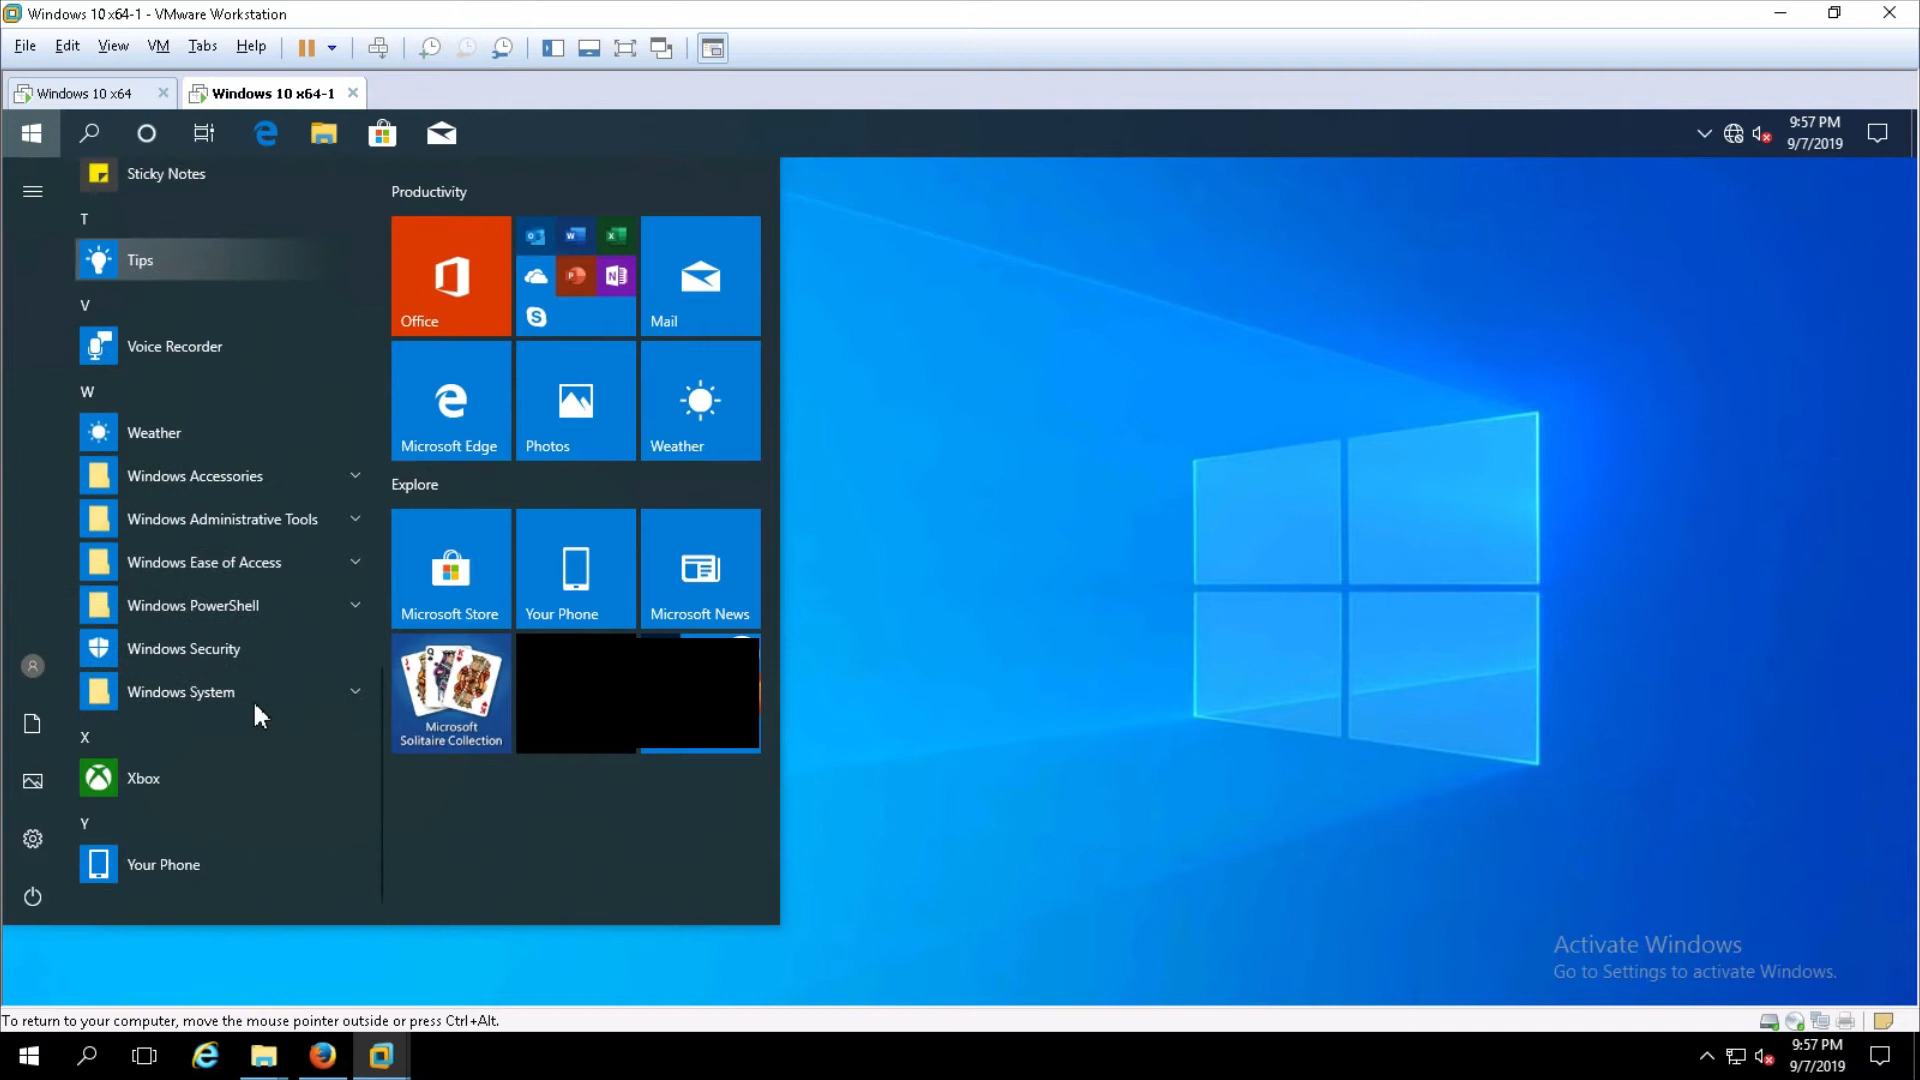 Windows 10 x64-1 - VMware Workstation
File Edit View VM Tabs Help
Windows 10 x64
Windows 10 x64-1
9:57 PM
9/7/2019
Sticky Notes
T
Tips
V
Voice Recorder
W
Weather
Windows Accessories
Windows Administrative Tools
Windows Ease of Access
Windows PowerShell
Windows Security
Windows System
X
Xbox
Y
Your Phone
Productivity
Office
Mail
Microsoft Edge
Photos
Weather
Explore
Microsoft Store
Your Phone
Microsoft News
Microsoft
Solitaire Collection
Activate Windows
Go to Settings to activate Windows.
To return to your computer, move the mouse pointer outside or press Ctrl+Alt.
9:57 PM
9/7/2019